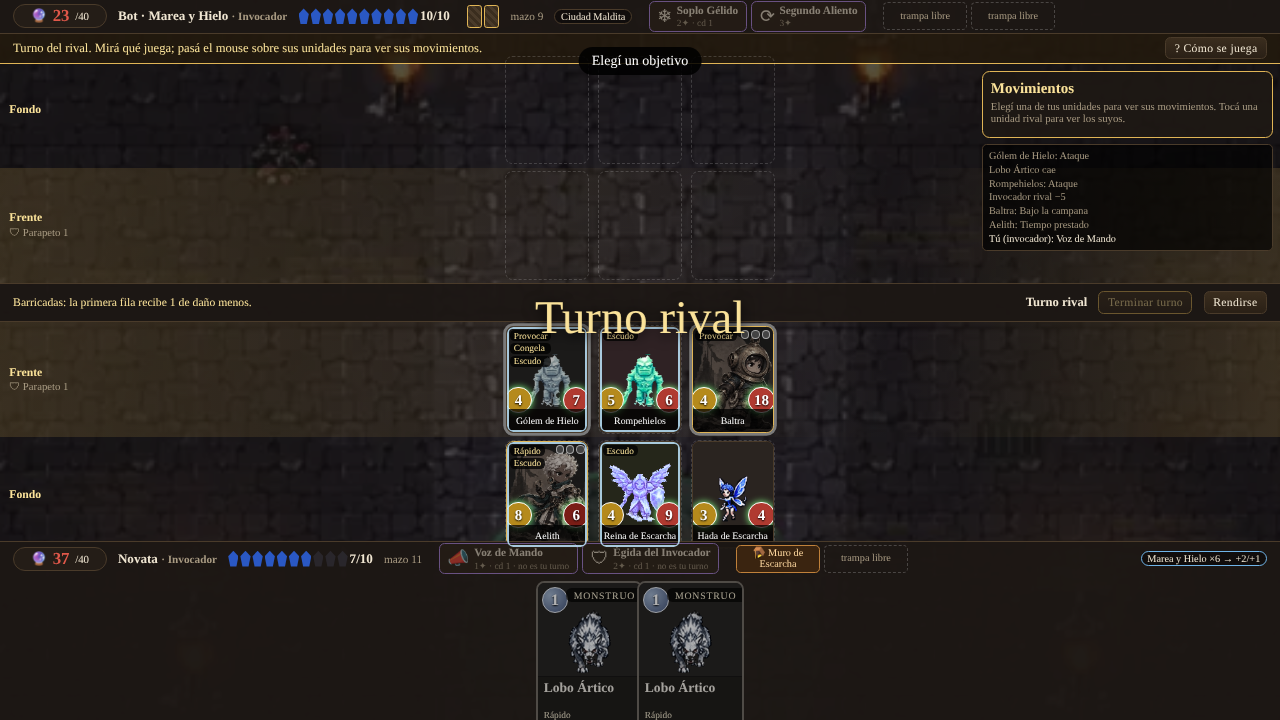 23 /40 Bot · Marea y Hielo · Invocador 10/10 mazo 9 Ciudad Maldita Soplo Gélido 2✦ · cd 1 Segundo Aliento 3✦ trampa libre trampa libre
Turno del rival. Mirá qué juega; pasá el mouse sobre sus unidades para ver sus movimientos. ? Cómo se juega
Elegí un objetivo
Fondo
Movimientos
Elegí una de tus unidades para ver sus movimientos. Tocá una
unidad rival para ver los suyos.
Gólem de Hielo: Ataque
Lobo Ártico cae
Rompehielos: Ataque
Invocador rival −5
Baltra: Bajo la campana
Aelith: Tiempo prestado
Tú (invocador): Voz de Mando
Frente
Parapeto 1
Barricadas: la primera fila recibe 1 de daño menos. Turno rival Terminar turno Rendirse
Turno rival
Frente
Parapeto 1
Provocar
Congela
Escudo
4 7
Gólem de Hielo
Escudo
5 6
Rompehielos
Provocar
4 18
Baltra
Fondo
Rápido
Escudo
8 6
Aelith
Escudo
4 9
Reina de Escarcha
3 4
Hada de Escarcha
37 /40 Novata · Invocador 7/10 mazo 11
Voz de Mando
1✦ · cd 1 · no es tu turno
Égida del Invocador
2✦ · cd 1 · no es tu turno
Muro de
Escarcha
trampa libre
Marea y Hielo ×6 → +2/+1
1 MONSTRUO
Lobo Ártico
Rápido
1 MONSTRUO
Lobo Ártico
Rápido